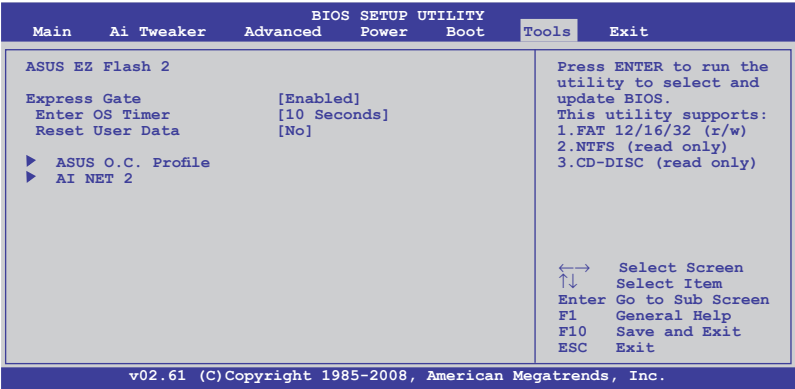 BIOS SETUP UTILITY
Main Ai Tweaker Advanced Power Boot Tools Exit
ASUS EZ Flash 2
Express Gate [Enabled]
Enter OS Timer [10 Seconds]
Reset User Data [No]
ASUS O.C. Profile
AI NET 2
Press ENTER to run the
utility to select and
update BIOS.
This utility supports:
1.FAT 12/16/32 (r/w)
2.NTFS (read only)
3.CD-DISC (read only)
←→ Select Screen
↑↓ Select Item
Enter Go to Sub Screen
F1 General Help
F10 Save and Exit
ESC Exit
v02.61 (C)Copyright 1985-2008, American Megatrends, Inc.